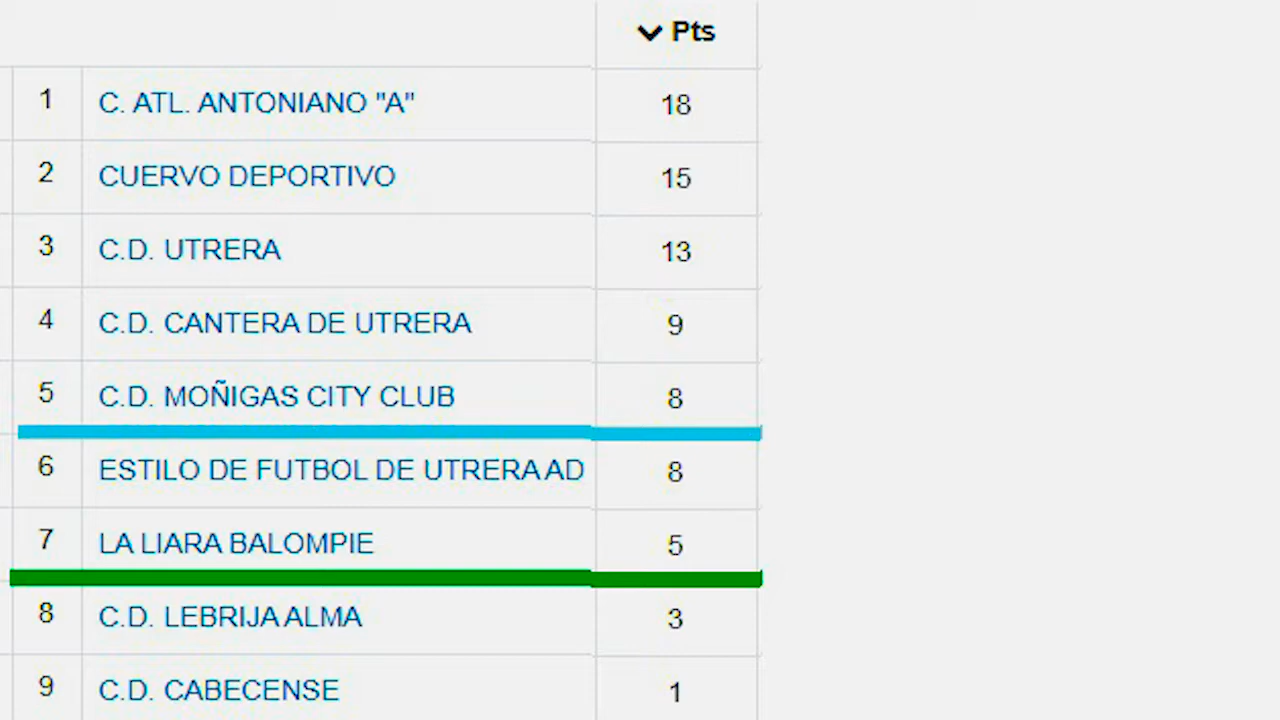 Pts
1 C. ATL. ANTONIANO "A" 18
2 CUERVO DEPORTIVO 15
3 C.D. UTRERA 13
4 C.D. CANTERA DE UTRERA 9
5 C.D. MOÑIGAS CITY CLUB 8
6 ESTILO DE FUTBOL DE UTRERA AD 8
7 LA LIARA BALOMPIE 5
8 C.D. LEBRIJA ALMA 3
9 C.D. CABECENSE 1